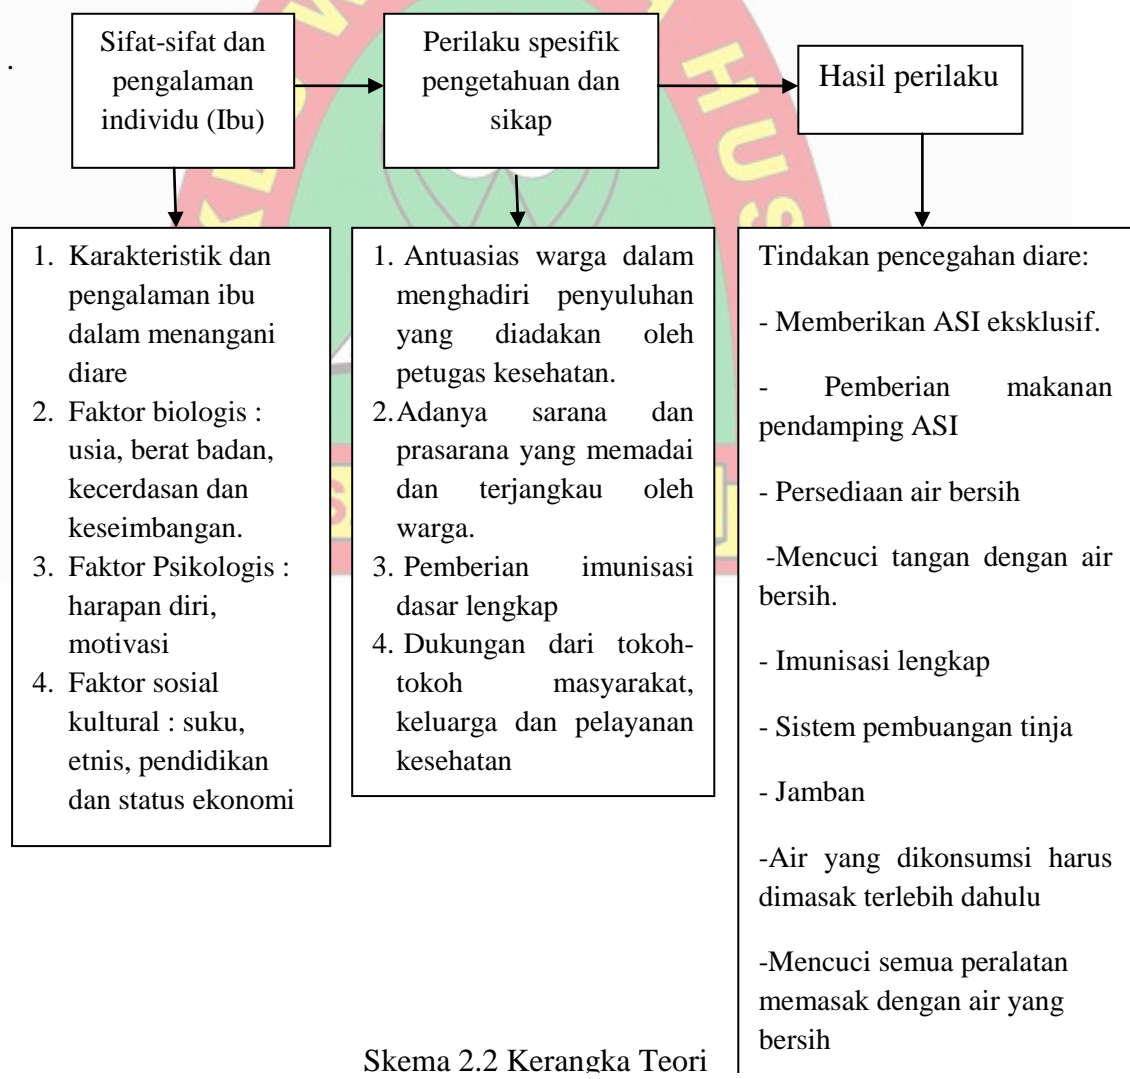 Sifat-sifat dan
pengalaman
individu (Ibu)
Perilaku spesifik
pengetahuan dan
sikap
Hasil perilaku
.
1. Karakteristik dan
pengalaman ibu
dalam menangani
diare
2. Faktor biologis :
usia, berat badan,
kecerdasan dan
keseimbangan.
3. Faktor Psikologis :
harapan diri,
motivasi
4. Faktor sosial
kultural : suku,
etnis, pendidikan
dan status ekonomi
1. Antuasias warga dalam
menghadiri penyuluhan
yang diadakan oleh
petugas kesehatan.
2.Adanya sarana dan
prasarana yang memadai
dan terjangkau oleh
warga.
3. Pemberian imunisasi
dasar lengkap
4. Dukungan dari tokoh-
tokoh masyarakat,
keluarga dan pelayanan
kesehatan
Tindakan pencegahan diare:
- Memberikan ASI eksklusif.
- Pemberian makanan
pendamping ASI
- Persediaan air bersih
-Mencuci tangan dengan air
bersih.
- Imunisasi lengkap
- Sistem pembuangan tinja
- Jamban
-Air yang dikonsumsi harus
dimasak terlebih dahulu
-Mencuci semua peralatan
memasak dengan air yang
bersih
Skema 2.2 Kerangka Teori